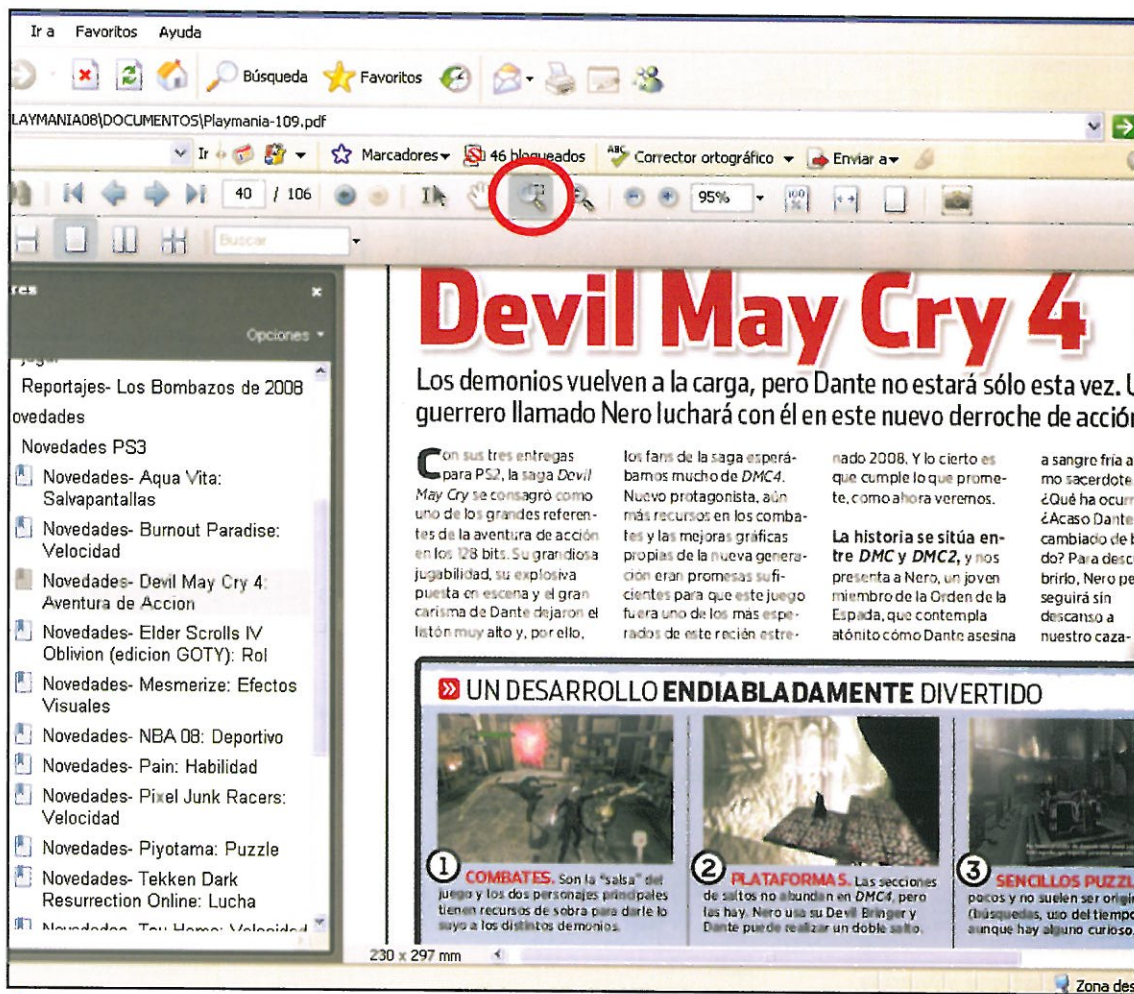 Ir a Favoritos Ayuda
Búsqueda Favoritos
LAYMANIA08\DOCUMENTOS\Playmania-109.pdf
Ir Marcadores 46 bloqueados ABC Corrector ortográfico Enviar a
40 / 106 95% 100 %
Buscar
res
Opciones
jugar
Reportajes- Los Bombazos de 2008
ovedades
Novedades PS3
Novedades- Aqua Vita:
Salvapantallas
Novedades- Burnout Paradise:
Velocidad
Novedades- Devil May Cry 4:
Aventura de Accion
Novedades- Elder Scrolls IV
Oblivion (edicion GOTY): Rol
Novedades- Mesmerize: Efectos
Visuales
Novedades- NBA 08: Deportivo
Novedades- Pain: Habilidad
Novedades- Pixel Junk Racers:
Velocidad
Novedades- Piyotama: Puzzle
Novedades- Tekken Dark
Resurrection Online: Lucha
Devil May Cry 4
Los demonios vuelven a la carga, pero Dante no estará sólo esta vez. U
guerrero llamado Nero luchará con él en este nuevo derroche de acción
Con sus tres entregas
para PS2, la saga Devil
May Cry se consagró como
uno de los grandes referen-
tes de la aventura de acción
en los 128 bits. Su grandiosa
jugabilidad, su explosiva
puesta en escena y el gran
carisma de Dante dejaron el
listón muy alto y, por ello,
los fans de la saga esperá-
bamos mucho de DMC4.
Nuevo protagonista, aún
más recursos en los comba-
tes y las mejoras gráficas
propias de la nueva genera-
ción eran promesas sufi-
cientes para que este juego
fuera uno de los más espe-
rados de este recién estre-
nado 2008. Y lo cierto es
que cumple lo que prome-
te, como ahora veremos.
La historia se sitúa en-
tre DMC y DMC2, y nos
presenta a Nero, un joven
miembro de la Orden de la
Espada, que contempla
atónito cómo Dante asesina
a sangre fría a
mo sacerdote
¿Qué ha ocurr
¿Acaso Dante
cambiado de b
do? Para descu
brirlo, Nero pe
seguirá sin
descanso a
nuestro caza-
UN DESARROLLO ENDIABLADAMENTE DIVERTIDO
1 COMBATES. Son la "salsa" del
juego y los dos personajes principales
tienen recursos de sobra para darle lo
suyo a los distintos demonios.
2 PLATAFORMAS. Las secciones
de saltos no abundan en DMC4, pero
las hay. Nero usa su Devil Bringer y
Dante puede realizar un doble salto.
3 SENCILLOS PUZZL
pocos y no suelen ser origin
(búsquedas, uso del tiempo
aunque hay alguno curioso.
230 x 297 mm
Zona des